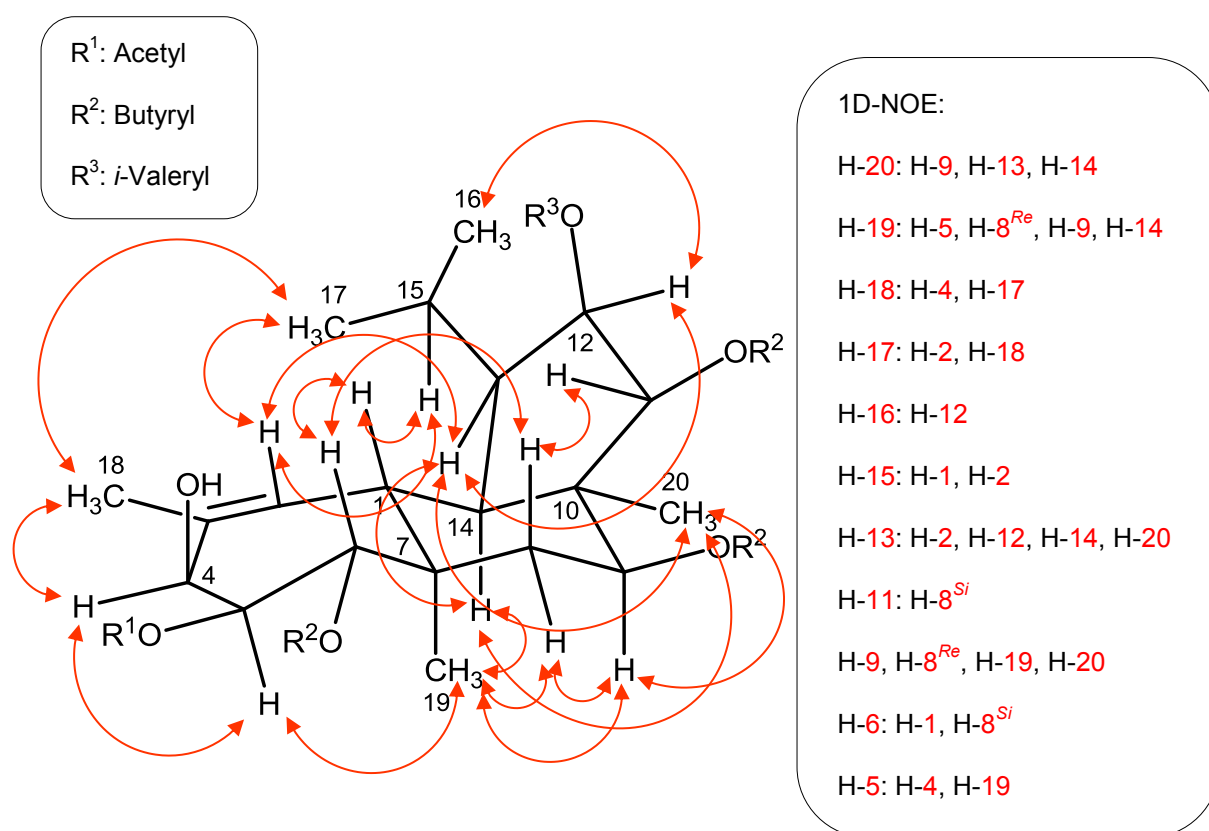 R¹: Acetyl
R²: Butyryl
R³: i-Valeryl
16
CH₃
R³O
H
15
17
H₃C
12
H
OR²
H
H
H
H
H
H
18
H₃C
OH
1
14
10
20
CH₃
7
OR²
4
H
R¹O
R²O
H
H
H
CH₃
19
H
1D-NOE:
H-20: H-9, H-13, H-14
H-19: H-5, H-8ᴿᵉ, H-9, H-14
H-18: H-4, H-17
H-17: H-2, H-18
H-16: H-12
H-15: H-1, H-2
H-13: H-2, H-12, H-14, H-20
H-11: H-8ˢⁱ
H-9, H-8ᴿᵉ, H-19, H-20
H-6: H-1, H-8ˢⁱ
H-5: H-4, H-19